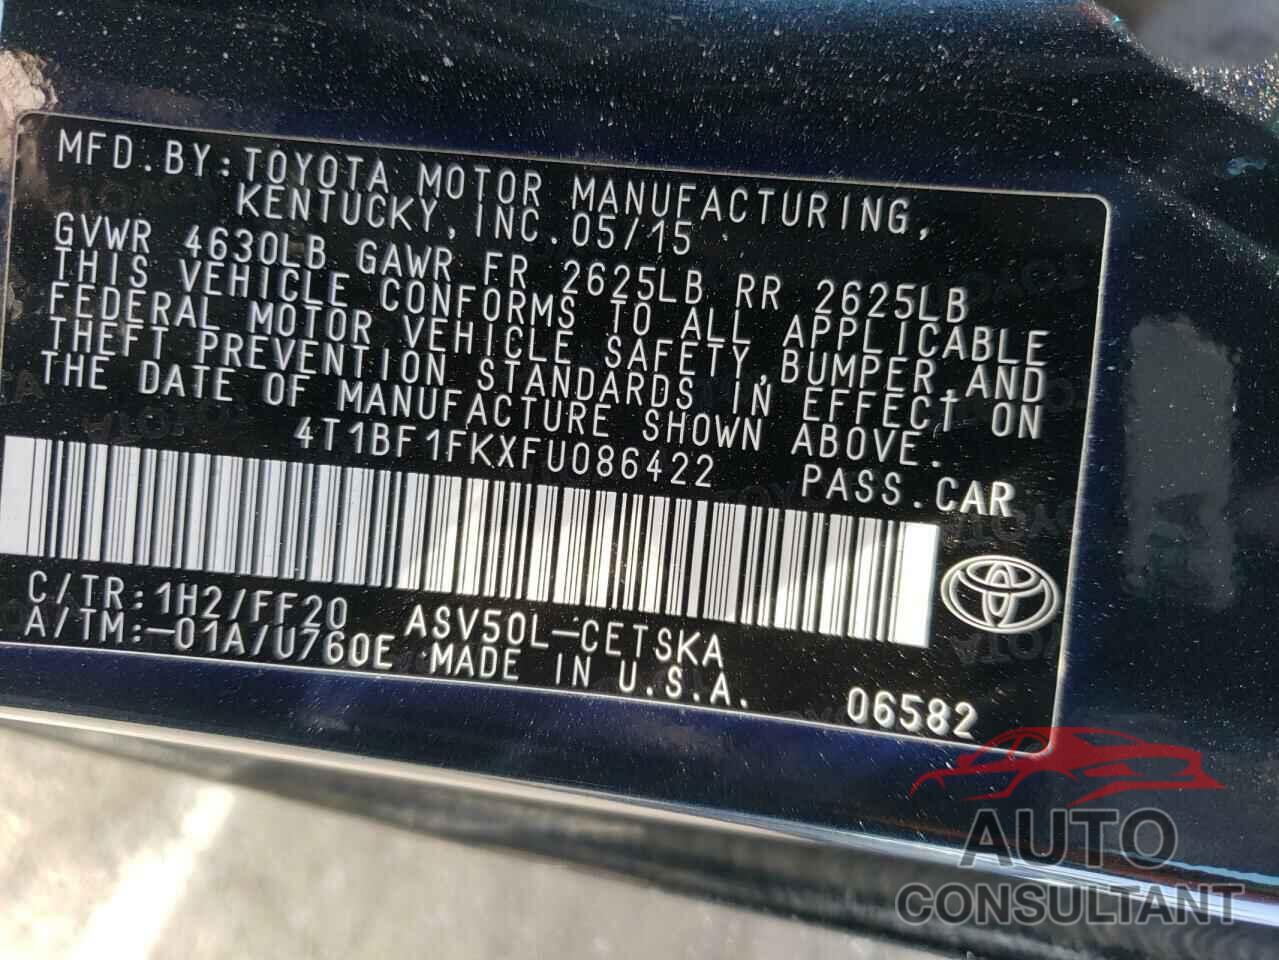 MFD.BY:TOYOTA MOTOR MANUFACTURING,
KENTUCKY,INC.05/15
GVWR 4630LB GAWR FR 2625LB RR 2625LB
THIS VEHICLE CONFORMS TO ALL APPLICABLE
FEDERAL MOTOR VEHICLE SAFETY,BUMPER,AND
THEFT PREVENTION STANDARDS IN EFFECT ON
THE DATE OF MANUFACTURE SHOWN ABOVE.
4T1BF1FKXFU086422 PASS.CAR
C/TR:1H2/FF20 ASV50L-CETSKA
A/TM:-01A/U760E MADE IN U.S.A.
06582
AUTO
CONSULTANT